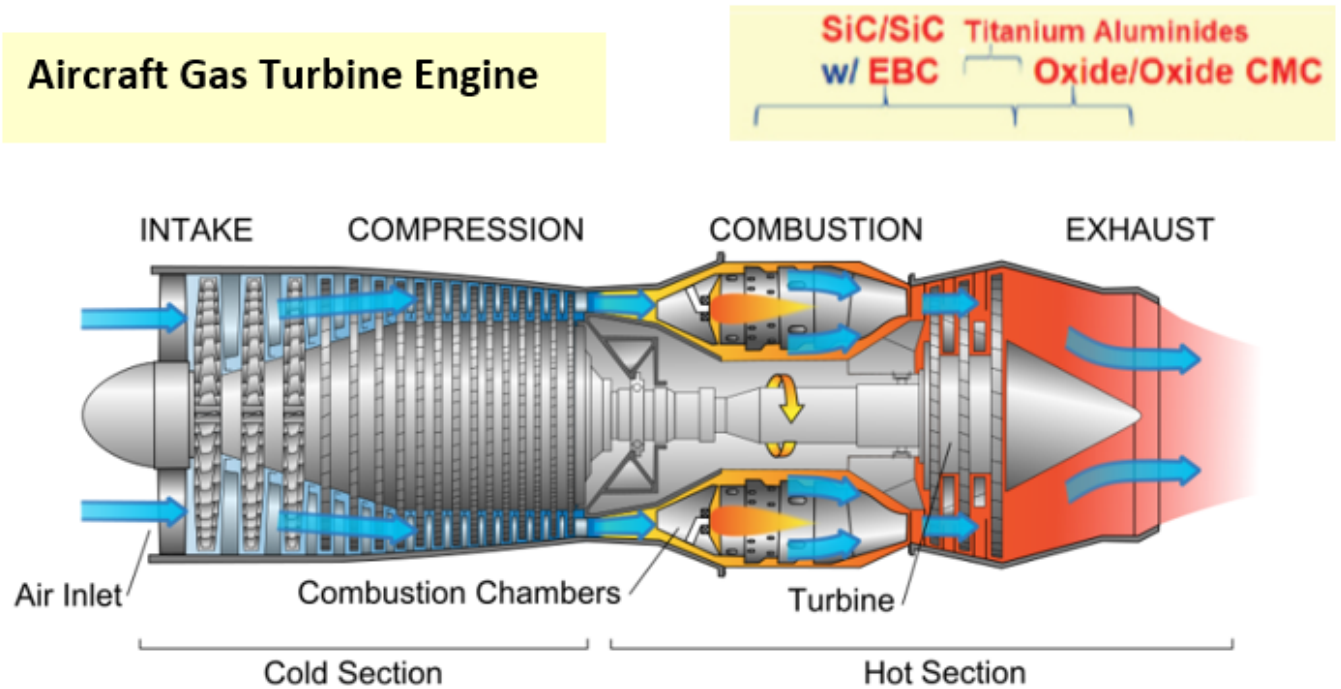 Aircraft Gas Turbine Engine
SiC/SiC Titanium Aluminides
w/ EBC Oxide/Oxide CMC
INTAKE COMPRESSION COMBUSTION EXHAUST
Air Inlet Combustion Chambers Turbine
Cold Section Hot Section